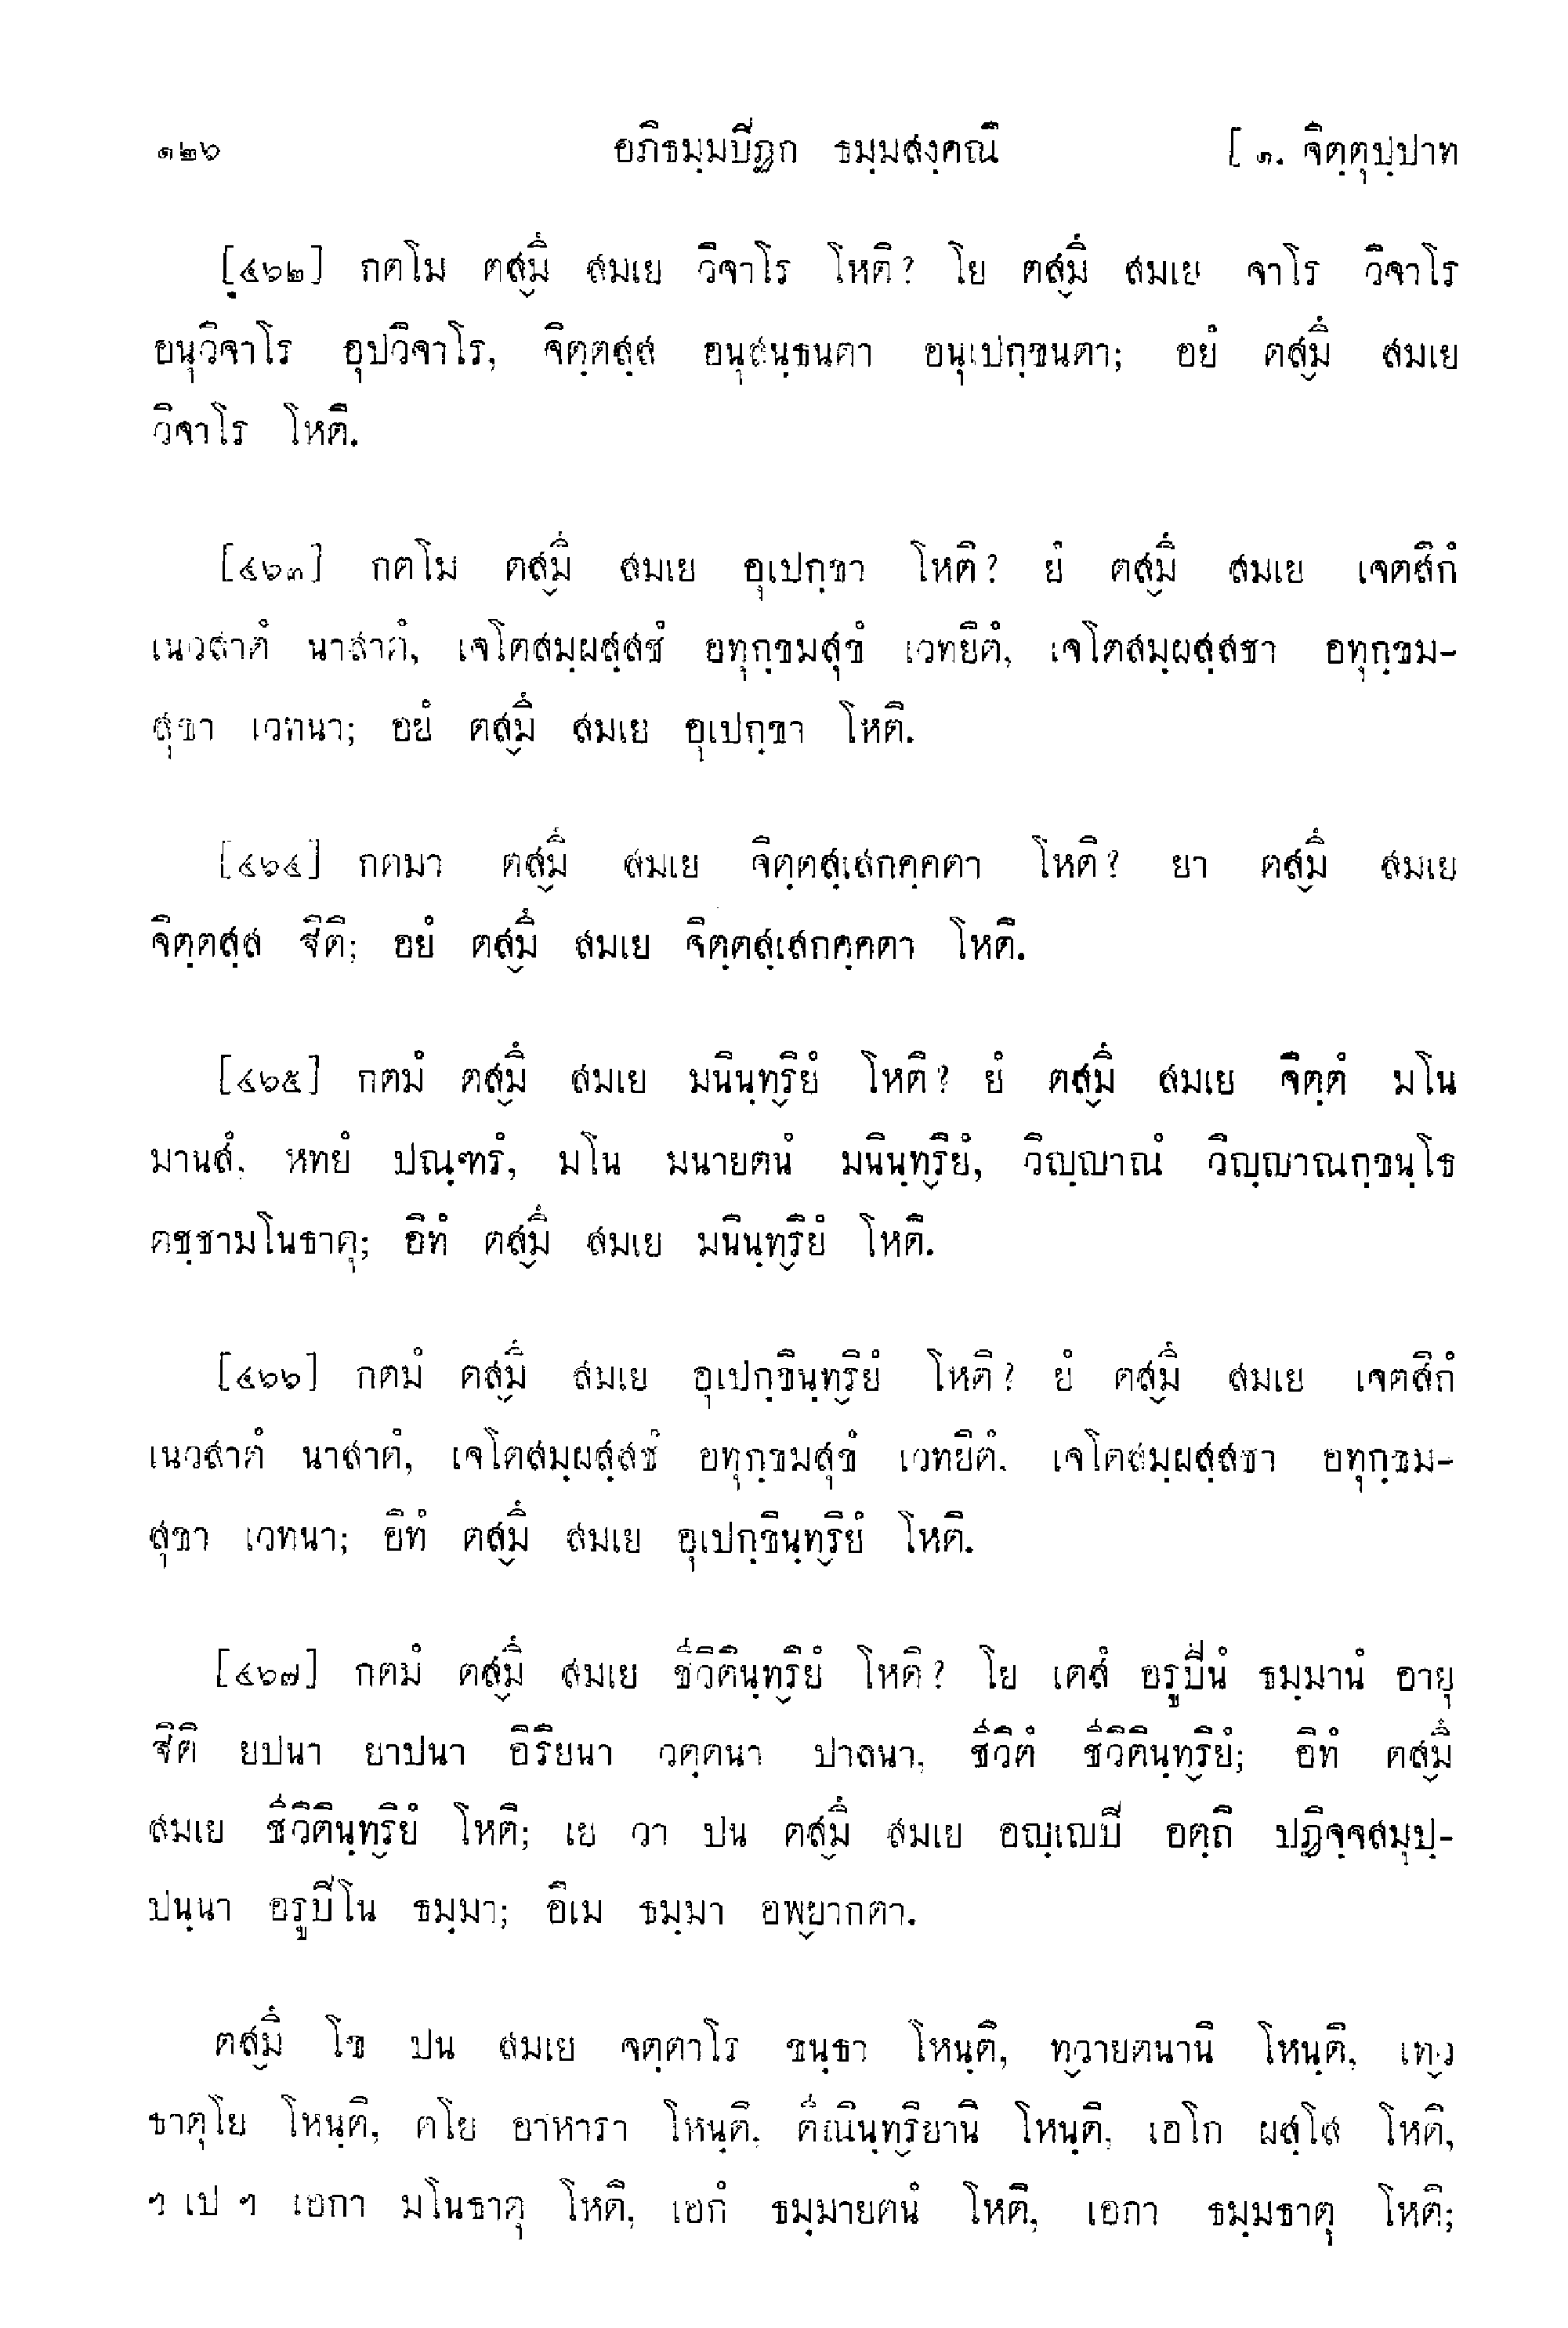 ๑๒๖ อภิธมฺมปีฏก ธมฺมสงฺคณิ [ ๑. จิตฺตุปฺปาท
[๔๖๒] กตโม ตสฺมึ สมเย วิจาโร โหติ? โย ตสฺมึ สมเย จาโร วิจาโร
อนุวิจาโร อุปวิจาโร, จิตฺตสฺส อนุสนฺธนตา อนุเปกฺขนตา; อยํ ตสฺมึ สมเย
วิจาโร โหติ.
[๔๖๓] กตโม ตสฺมึ สมเย อุเปกฺขา โหติ? ยํ ตสฺมึ สมเย เจตสิกํ
เนวสาตํ นาสาตํ, เจโตสมฺผสฺสชํ อทุกฺขมสุขํ เวทยิตํ, เจโตสมฺผสฺสชา อทุกฺขม-
สุขา เวทนา; อยํ ตสฺมึ สมเย อุเปกฺขา โหติ.
[๔๖๔] กตมา ตสฺมึ สมเย จิตฺตสฺเสกคฺคตา โหติ? ยา ตสฺมึ สมเย
จิตฺตสฺส ฐิติ; อยํ ตสฺมึ สมเย จิตฺตสฺเสกคฺคตา โหติ.
[๔๖๕] กตมํ ตสฺมึ สมเย มนินฺทฺริยํ โหติ? ยํ ตสฺมึ สมเย จิตฺตํ มโน
มานสํ, หทยํ ปณฺฑรํ, มโน มนายตนํ มนินฺทฺริยํ, วิญฺญาณํ วิญฺญาณกฺขนฺโธ
ตชฺชามโนธาตุ; อิทํ ตสฺมึ สมเย มนินฺทฺริยํ โหติ.
[๔๖๖] กตมํ ตสฺมึ สมเย อุเปกฺขินฺทฺริยํ โหติ? ยํ ตสฺมึ สมเย เจตสิกํ
เนวสาตํ นาสาตํ, เจโตสมฺผสฺสชํ อทุกฺขมสุขํ เวทยิตํ, เจโตสมฺผสฺสชา อทุกฺขม-
สุขา เวทนา; อิทํ ตสฺมึ สมเย อุเปกฺขินฺทฺริยํ โหติ.
[๔๖๗] กตมํ ตสฺมึ สมเย ชีวิตินฺทฺริยํ โหติ? โย เตสํ อรูปีนํ ธมฺมานํ อายุ
ฐิติ ยปนา ยาปนา อิริยนา วตฺตนา ปาลนา, ชีวิตํ ชีวิตินฺทฺริยํ; อิทํ ตสฺมึ
สมเย ชีวิตินฺทฺริยํ โหติ; เย วา ปน ตสฺมึ สมเย อญฺเญปิ อตฺถิ ปฏิจฺจสมุปฺ-
ปนฺนา อรูปีโน ธมฺมา; อิเม ธมฺมา อพฺยากตา.
ตสฺมึ โข ปน สมเย จตฺตาโร ขนฺธา โหนฺติ, ทฺวายตนานิ โหนฺติ, เทฺว
ธาตุโย โหนฺติ, ตโย อาหารา โหนฺติ, ตีณินฺทฺริยานิ โหนฺติ, เอโก ผสฺโส โหติ,
ฯ เป ฯ เอกา มโนธาตุ โหติ, เอกํ ธมฺมายตนํ โหติ, เอกา ธมฺมธาตุ โหติ;